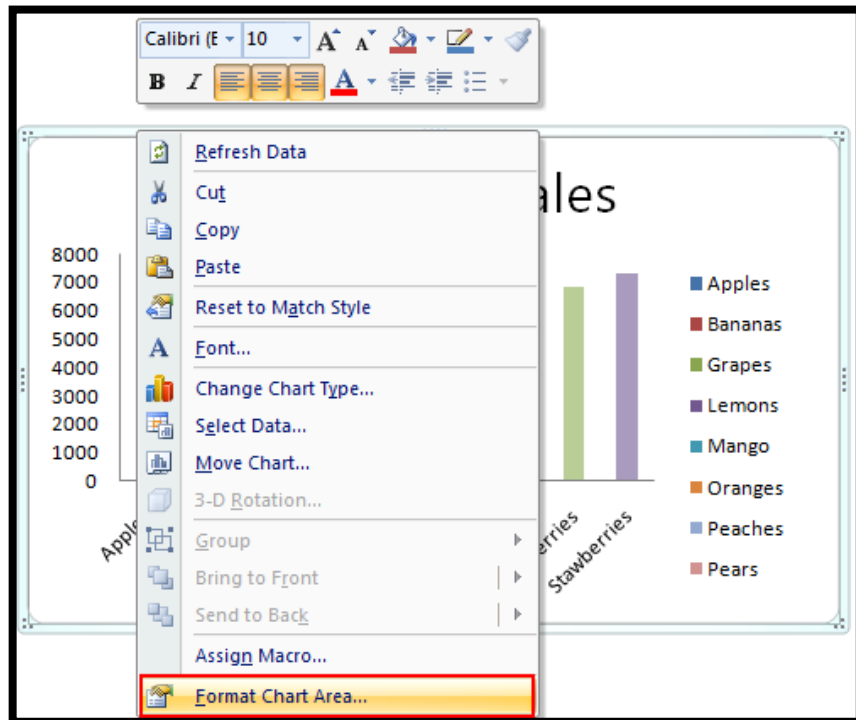 Calibri (E 10 A A
B I A
Refresh Data
Cut
Copy
Paste
Reset to Match Style
A Font...
Change Chart Type...
Select Data...
Move Chart...
3-D Rotation...
Group
Bring to Front
Send to Back
Assign Macro...
Format Chart Area...
ales
8000
7000
6000
5000
4000
3000
2000
1000
0
Apple
erries
Stawberries
Apples
Bananas
Grapes
Lemons
Mango
Oranges
Peaches
Pears